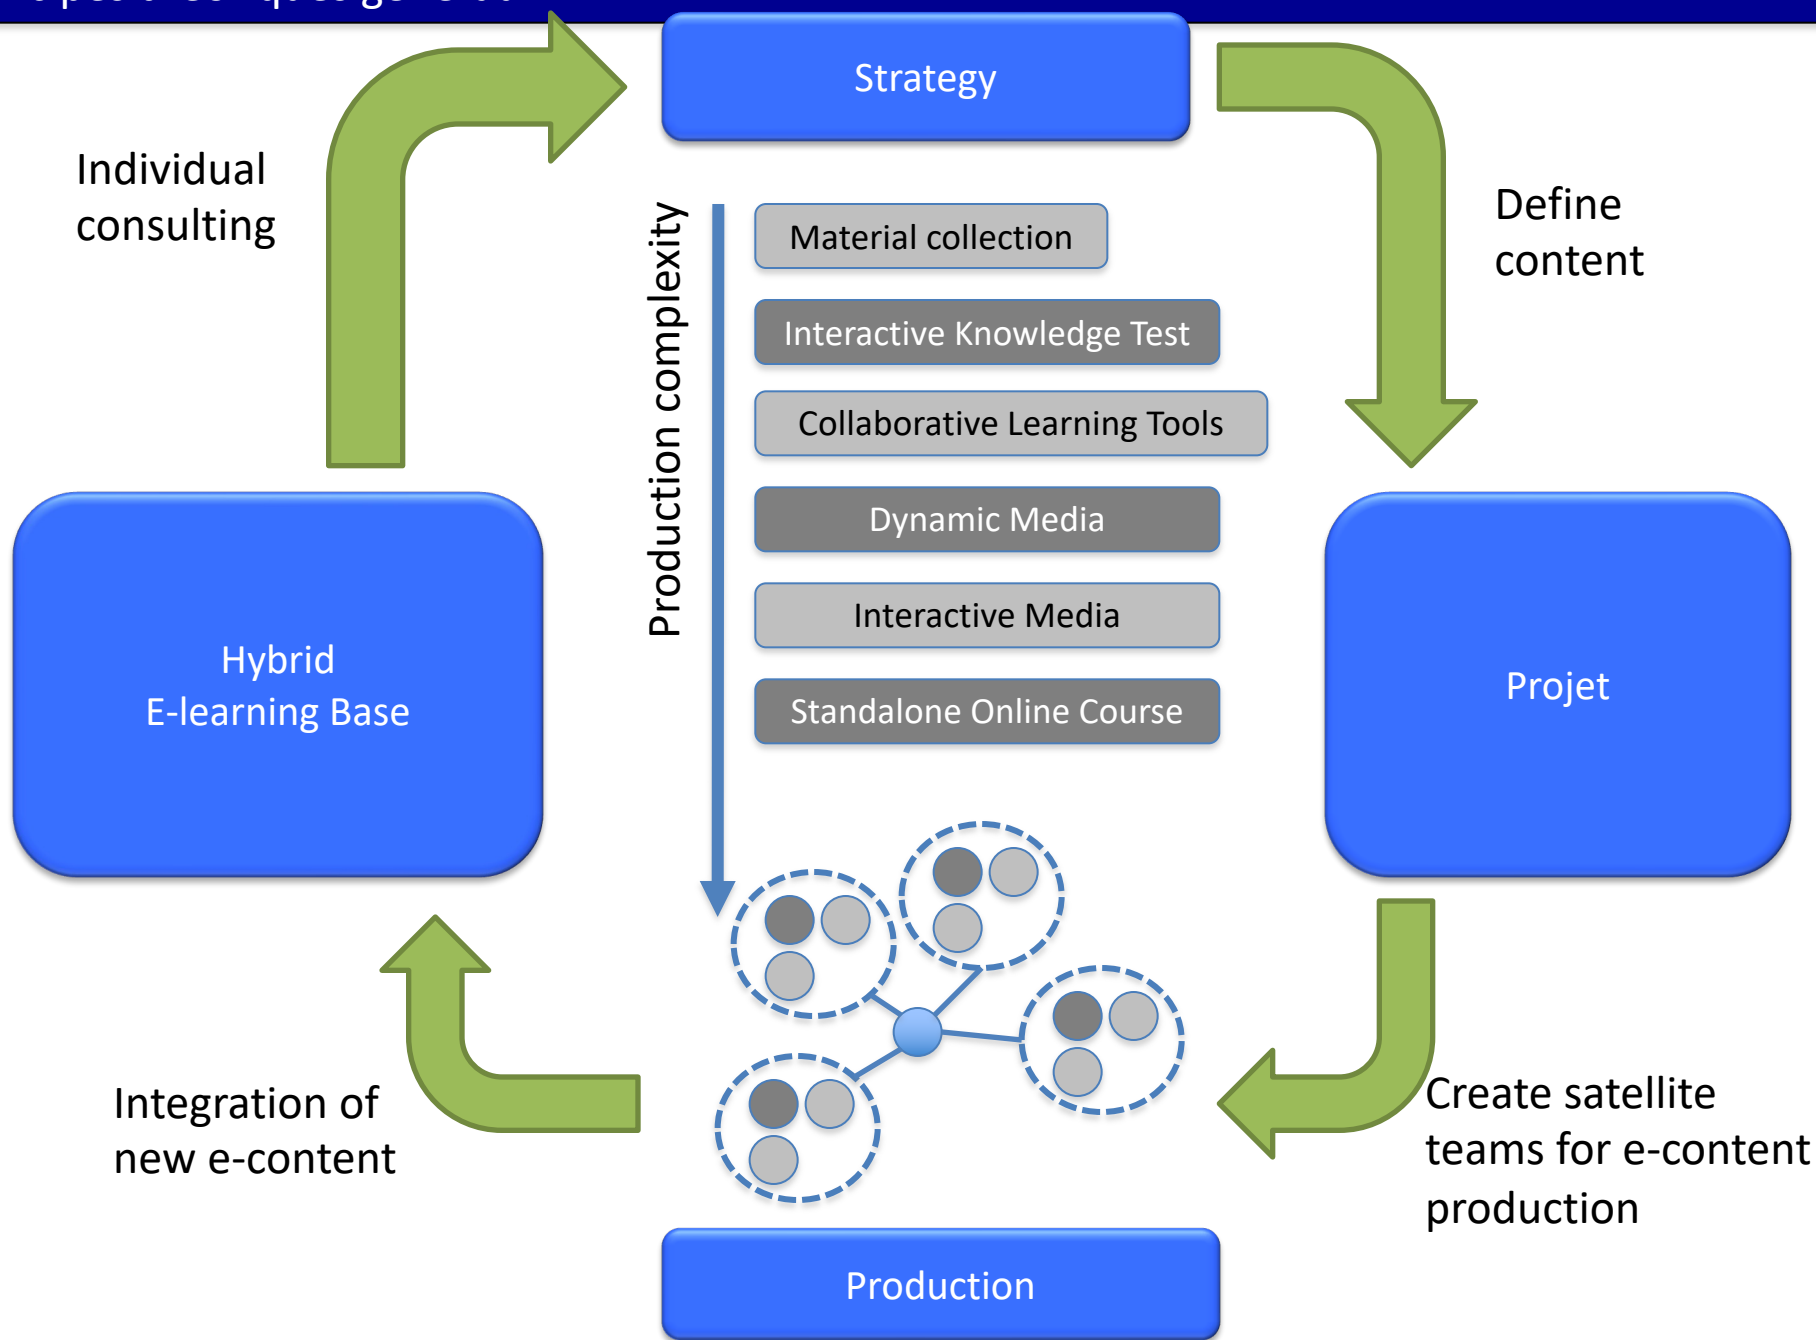 Strategy
Individual
consulting
Define
content
Production complexity
Material collection
Interactive Knowledge Test
Collaborative Learning Tools
Dynamic Media
Interactive Media
Standalone Online Course
Hybrid
E-learning Base
Projet
Integration of
new e-content
Create satellite
teams for e-content
production
Production